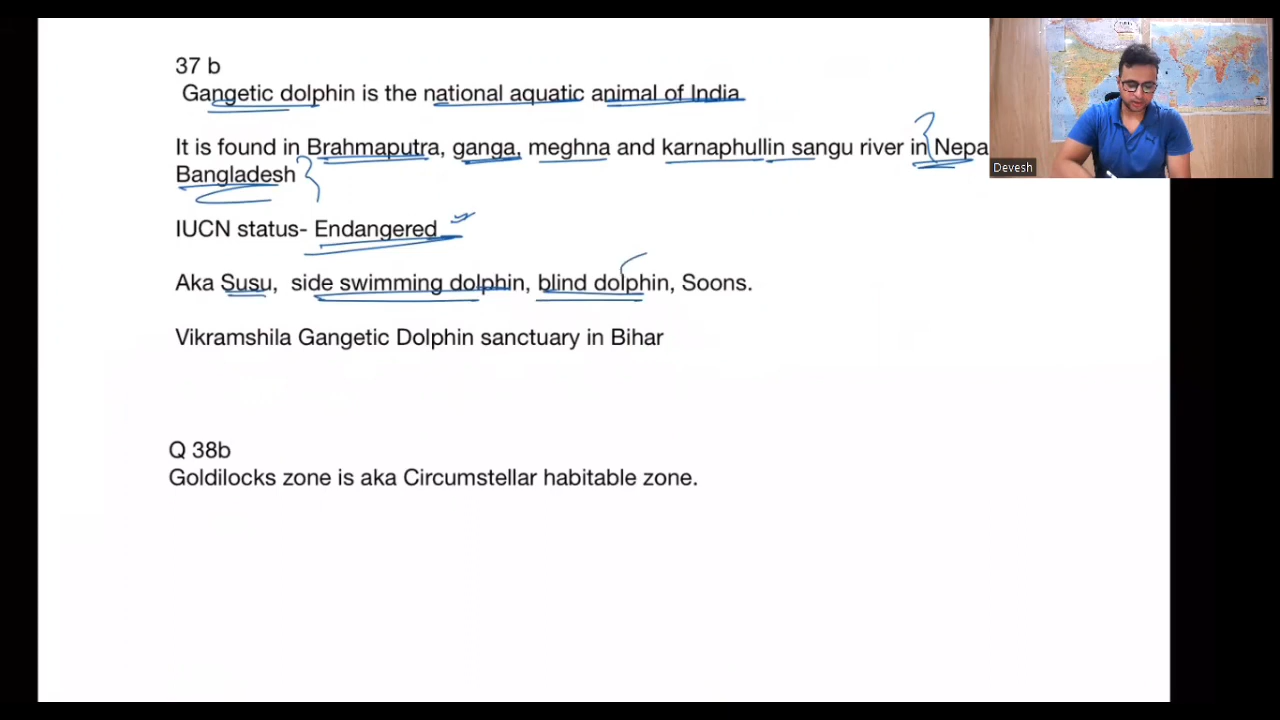 37 b
Gangetic dolphin is the national aquatic animal of India
It is found in Brahmaputra, ganga, meghna and karnaphullin sangu river in Nepa
Bangladesh
IUCN status- Endangered
Aka Susu, side swimming dolphin, blind dolphin, Soons.
Vikramshila Gangetic Dolphin sanctuary in Bihar
Q 38b
Goldilocks zone is aka Circumstellar habitable zone.
Devesh